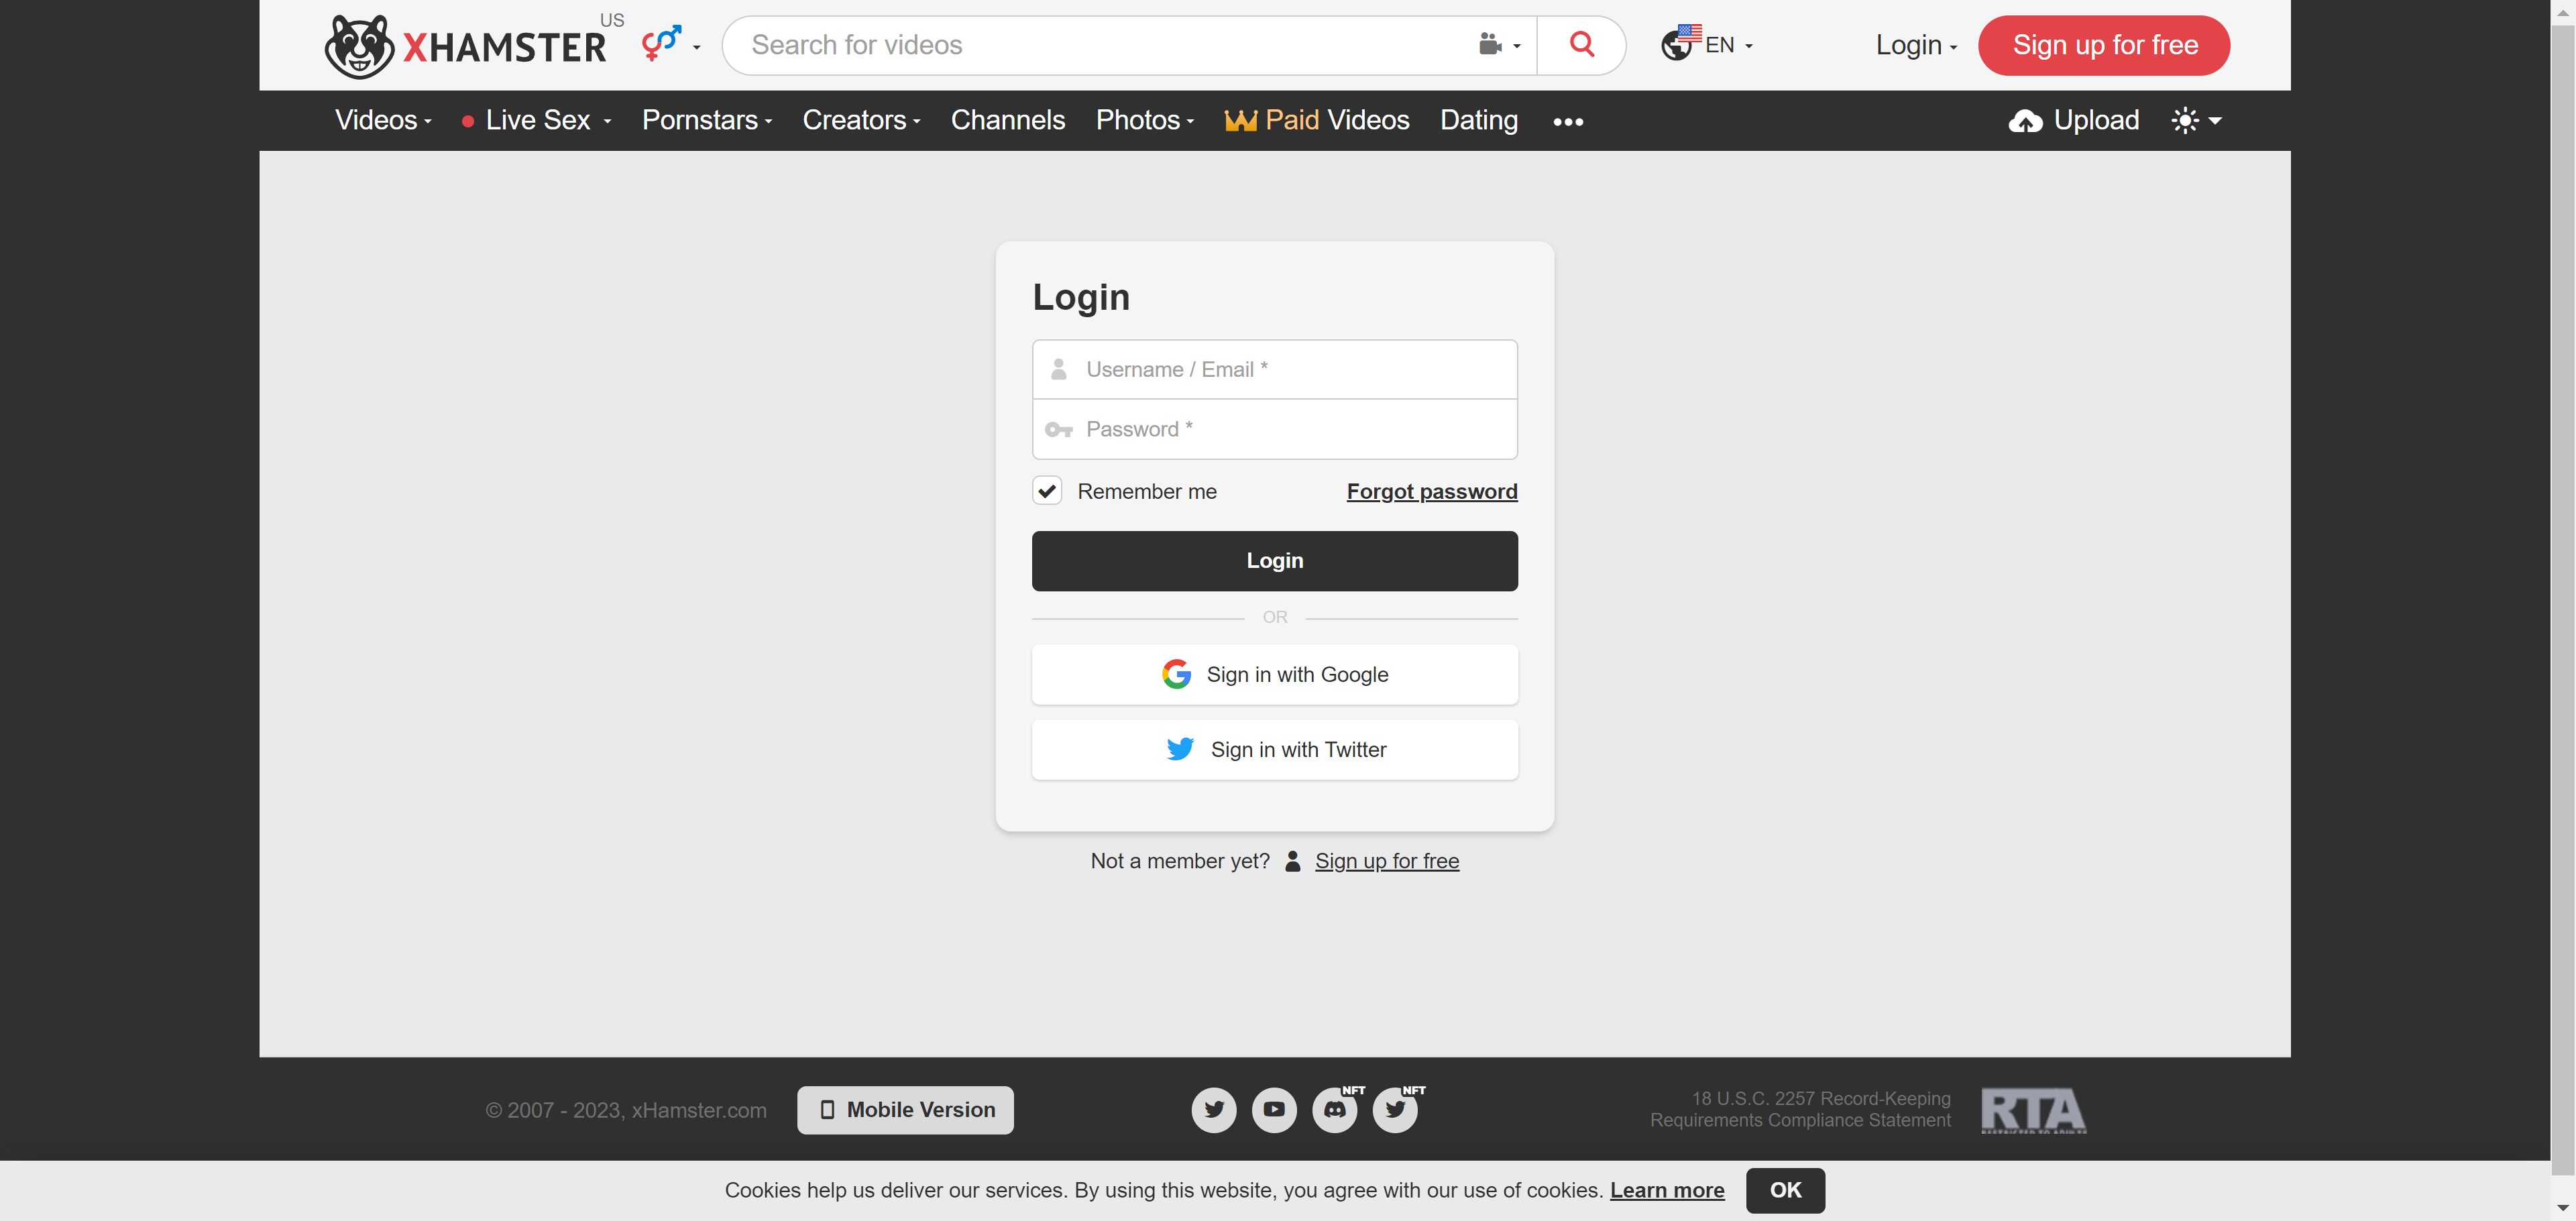 XHAMSTER US
Search for videos
EN
Login
Sign up for free
Videos
Live Sex
Pornstars
Creators
Channels
Photos
Paid Videos
Dating
Upload
Login
Username / Email *
Password *
Remember me
Forgot password
Login
OR
Sign in with Google
Sign in with Twitter
Not a member yet? Sign up for free
© 2007 - 2023, xHamster.com
Mobile Version
NFT
NFT
18 U.S.C. 2257 Record-Keeping
Requirements Compliance Statement
RTA
RESTRICTED TO ADULTS
Cookies help us deliver our services. By using this website, you agree with our use of cookies. Learn more
OK